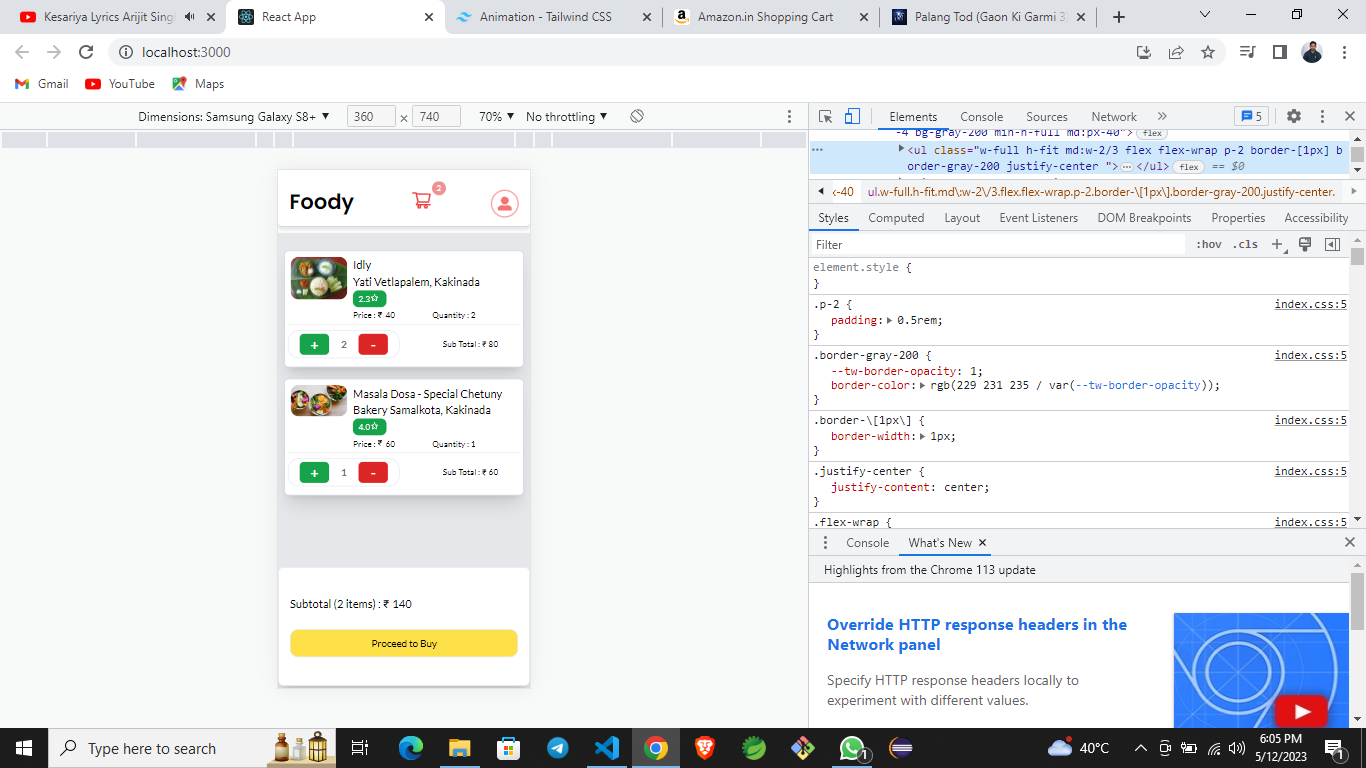 Kesariya Lyrics Arijit Sing
React App
Animation - Tailwind CSS
Amazon.in Shopping Cart
Palang Tod (Gaon Ki Garmi 3
localhost:3000
Gmail
YouTube
Maps
Dimensions: Samsung Galaxy S8+ 360 × 740 70% No throttling
Foody
2
Idly
Yati Vetlapalem, Kakinada
2.3
Price : ₹ 40 Quantity : 2
+ 2 - Sub Total : ₹ 80
Masala Dosa - Special Chetuny
Bakery Samalkota, Kakinada
4.0
Price : ₹ 60 Quantity : 1
+ 1 - Sub Total : ₹ 60
Subtotal (2 items) : ₹ 140
Proceed to Buy
Elements Console Sources Network » 5
-4 bg-gray-200 min-h-full md:px-40"> flex
<ul class="w-full h-fit md:w-2/3 flex flex-wrap p-2 border-[1px] b
order-gray-200 justify-center "> … </ul> flex == $0
x-40 ul.w-full.h-fit.md\:w-2\/3.flex.flex-wrap.p-2.border-\[1px\].border-gray-200.justify-center.
Styles Computed Layout Event Listeners DOM Breakpoints Properties Accessibility
Filter :hov .cls +
element.style {
}
.p-2 { index.css:5
padding: 0.5rem;
}
.border-gray-200 { index.css:5
--tw-border-opacity: 1;
border-color: rgb(229 231 235 / var(--tw-border-opacity));
}
.border-\[1px\] { index.css:5
border-width: 1px;
}
.justify-center { index.css:5
justify-content: center;
}
.flex-wrap { index.css:5
Console What's New
Highlights from the Chrome 113 update
Override HTTP response headers in the
Network panel
Specify HTTP response headers locally to
experiment with different values.
Type here to search
1
40°C
6:05 PM
5/12/2023
1